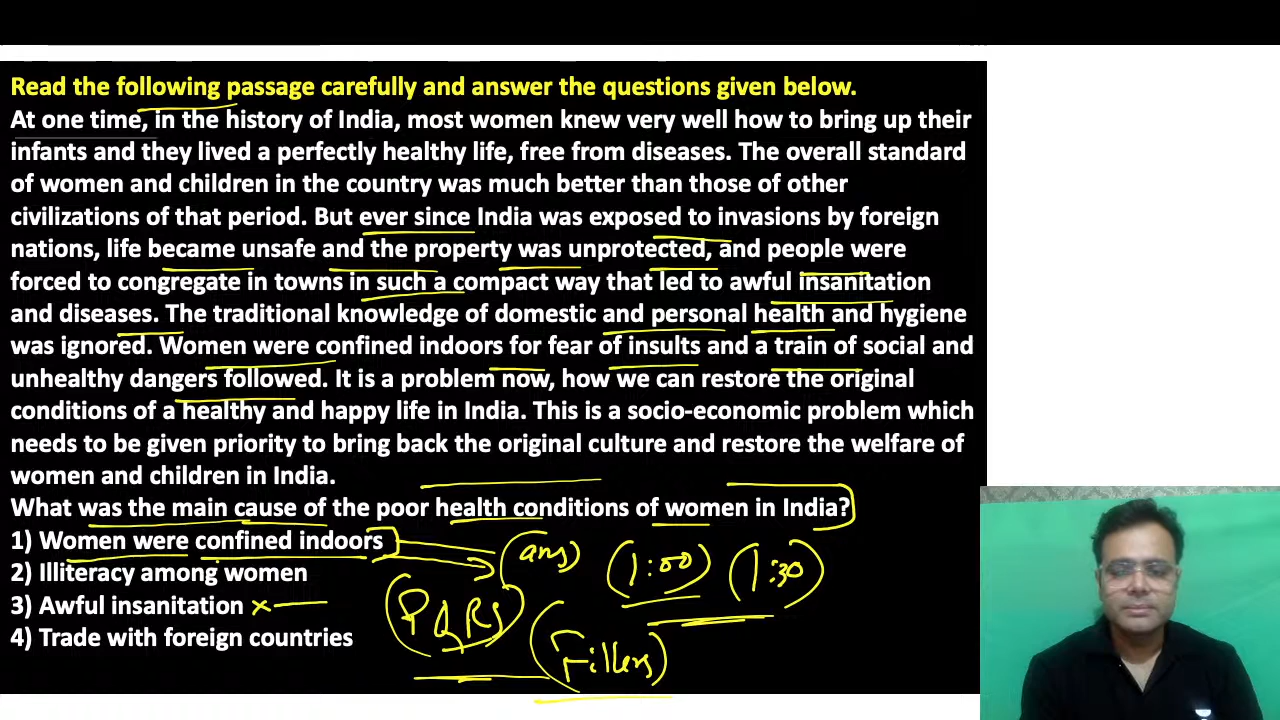 Read the following passage carefully and answer the questions given below.
At one time, in the history of India, most women knew very well how to bring up their
infants and they lived a perfectly healthy life, free from diseases. The overall standard
of women and children in the country was much better than those of other
civilizations of that period. But ever since India was exposed to invasions by foreign
nations, life became unsafe and the property was unprotected, and people were
forced to congregate in towns in such a compact way that led to awful insanitation
and diseases. The traditional knowledge of domestic and personal health and hygiene
was ignored. Women were confined indoors for fear of insults and a train of social and
unhealthy dangers followed. It is a problem now, how we can restore the original
conditions of a healthy and happy life in India. This is a socio-economic problem which
needs to be given priority to bring back the original culture and restore the welfare of
women and children in India.
What was the main cause of the poor health conditions of women in India?
1) Women were confined indoors
ans
1:00 1:30
2) Illiteracy among women
3) Awful insanitation ×
PQRS
4) Trade with foreign countries
Fillers